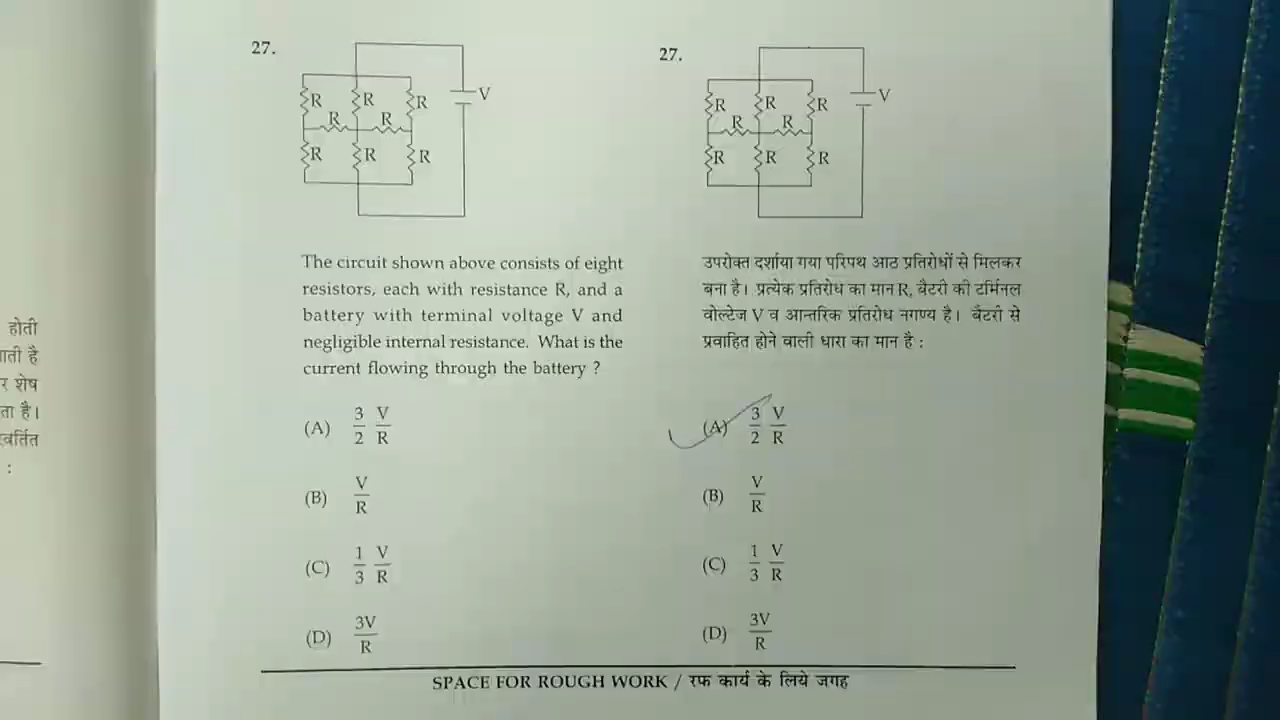 होती
ाती है
र शेष
ता है।
वर्तित
:
27.
R R R
R R
R R R
V
The circuit shown above consists of eight
resistors, each with resistance R, and a
battery with terminal voltage V and
negligible internal resistance. What is the
current flowing through the battery ?
(A) 3/2 V/R
(B) V/R
(C) 1/3 V/R
(D) 3V/R
27.
R R R
R R
R R R
V
उपरोक्त दर्शाया गया परिपथ आठ प्रतिरोधों से मिलकर
बना है। प्रत्येक प्रतिरोध का मान R, बैटरी की टर्मिनल
वोल्टेज V व आन्तरिक प्रतिरोध नगण्य है। बैटरी से
प्रवाहित होने वाली धारा का मान है :
(A) 3/2 V/R
(B) V/R
(C) 1/3 V/R
(D) 3V/R
SPACE FOR ROUGH WORK / रफ कार्य के लिये जगह